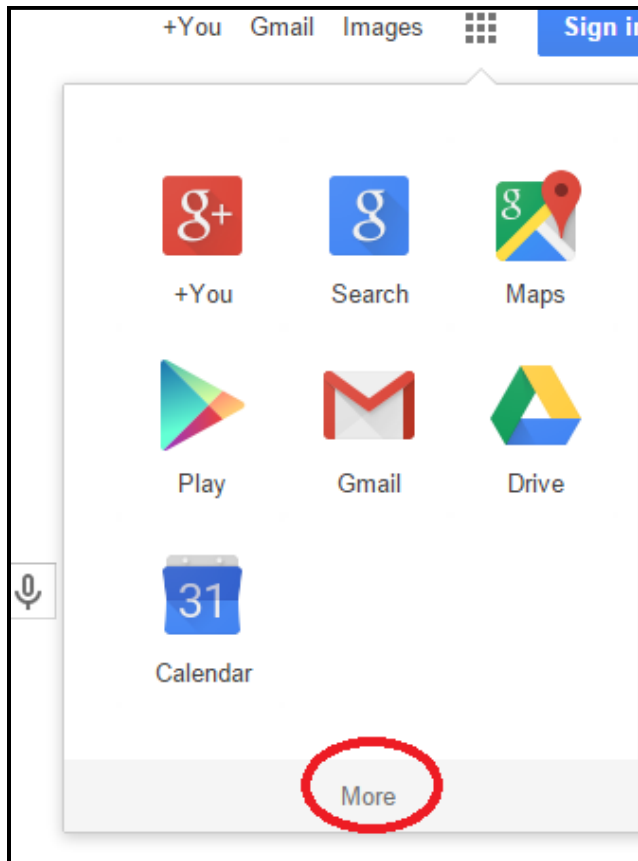 +You Gmail Images Sign in
g+ g g
+You Search Maps
Play Gmail Drive
31
Calendar
More